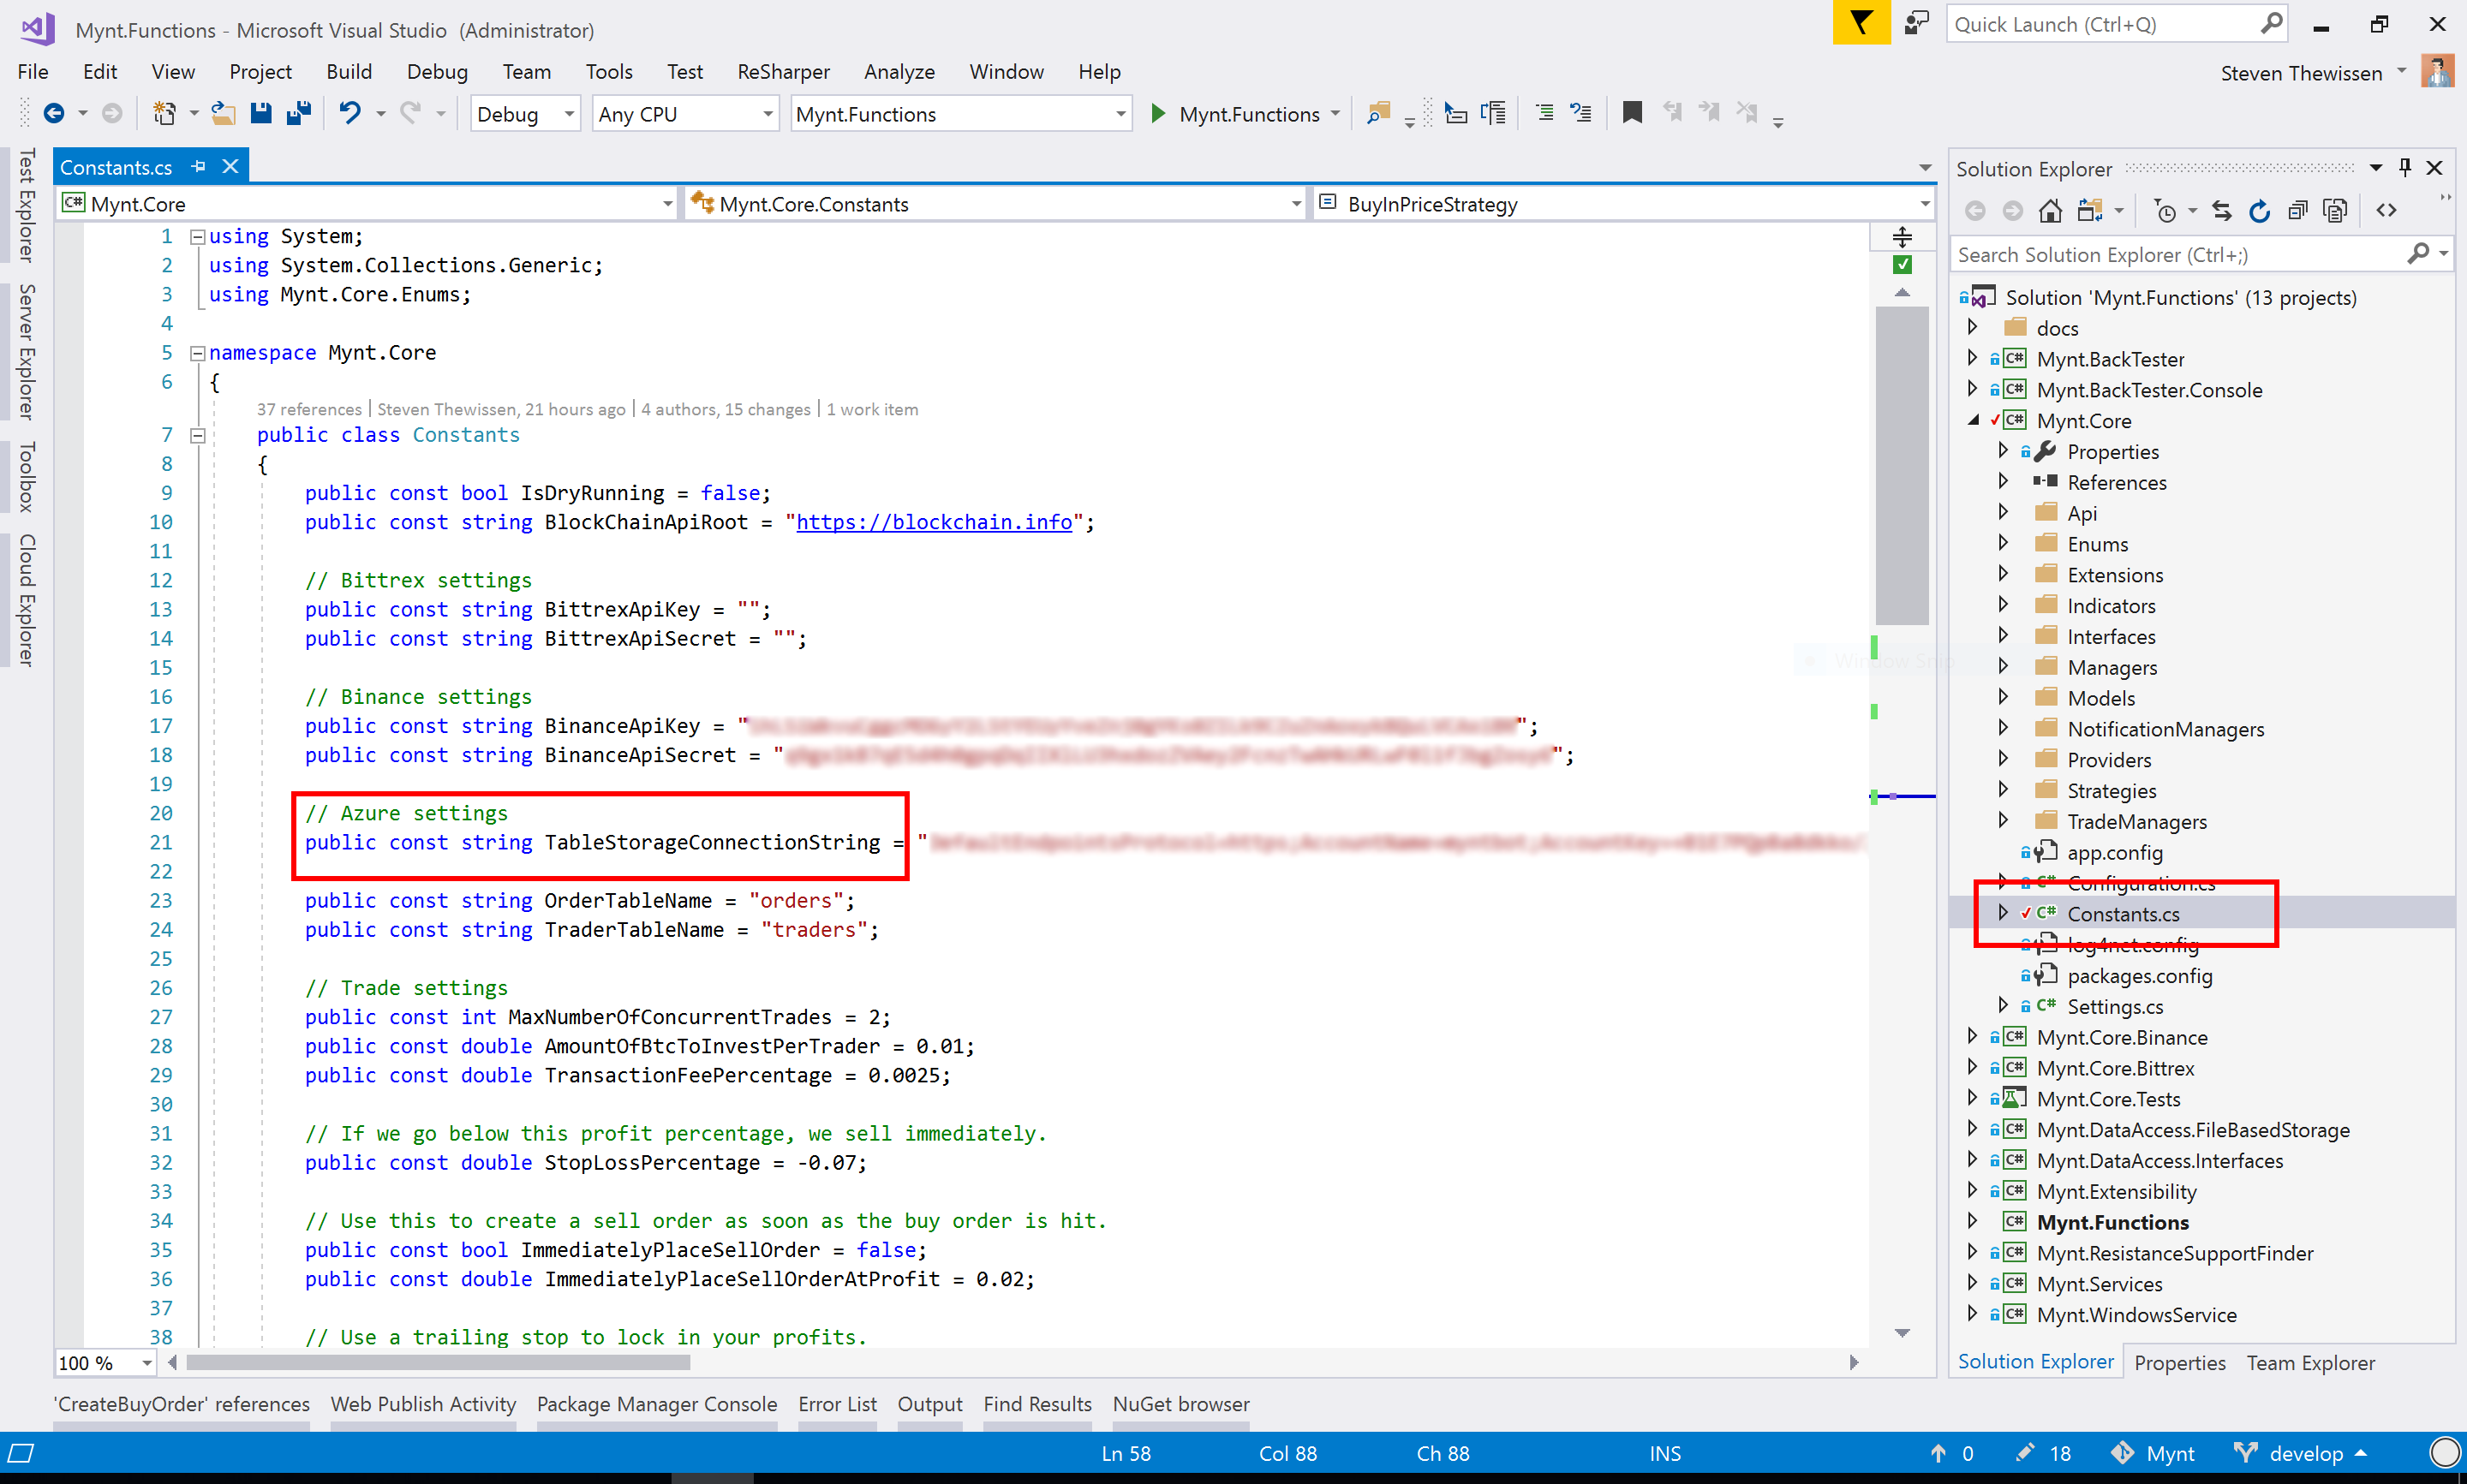 Mynt.Functions - Microsoft Visual Studio (Administrator)
Quick Launch (Ctrl+Q)
File Edit View Project Build Debug Team Tools Test ReSharper Analyze Window Help
Steven Thewissen
Debug Any CPU Mynt.Functions Mynt.Functions
Test Explorer
Server Explorer
Toolbox
Cloud Explorer
Constants.cs
C# Mynt.Core Mynt.Core.Constants BuyInPriceStrategy
1 using System;
2 using System.Collections.Generic;
3 using Mynt.Core.Enums;
4
5 namespace Mynt.Core
6 {
37 references | Steven Thewissen, 21 hours ago | 4 authors, 15 changes | 1 work item
7 public class Constants
8 {
9 public const bool IsDryRunning = false;
10 public const string BlockChainApiRoot = "https://blockchain.info";
11
12 // Bittrex settings
13 public const string BittrexApiKey = "";
14 public const string BittrexApiSecret = "";
15
16 // Binance settings
17 public const string BinanceApiKey = "";
18 public const string BinanceApiSecret = "";
19
20 // Azure settings
21 public const string TableStorageConnectionString = "
22
23 public const string OrderTableName = "orders";
24 public const string TraderTableName = "traders";
25
26 // Trade settings
27 public const int MaxNumberOfConcurrentTrades = 2;
28 public const double AmountOfBtcToInvestPerTrader = 0.01;
29 public const double TransactionFeePercentage = 0.0025;
30
31 // If we go below this profit percentage, we sell immediately.
32 public const double StopLossPercentage = -0.07;
33
34 // Use this to create a sell order as soon as the buy order is hit.
35 public const bool ImmediatelyPlaceSellOrder = false;
36 public const double ImmediatelyPlaceSellOrderAtProfit = 0.02;
37
38 // Use a trailing stop to lock in your profits.
100 %
Solution Explorer
Search Solution Explorer (Ctrl+;)
Solution 'Mynt.Functions' (13 projects)
docs
C# Mynt.BackTester
C# Mynt.BackTester.Console
C# Mynt.Core
Properties
References
Api
Enums
Extensions
Indicators
Interfaces
Managers
Models
NotificationManagers
Providers
Strategies
TradeManagers
app.config
C# Configuration.cs
C# Constants.cs
log4net.config
packages.config
C# Settings.cs
C# Mynt.Core.Binance
C# Mynt.Core.Bittrex
Mynt.Core.Tests
C# Mynt.DataAccess.FileBasedStorage
C# Mynt.DataAccess.Interfaces
C# Mynt.Extensibility
C# Mynt.Functions
C# Mynt.ResistanceSupportFinder
C# Mynt.Services
C# Mynt.WindowsService
Solution Explorer Properties Team Explorer
'CreateBuyOrder' references Web Publish Activity Package Manager Console Error List Output Find Results NuGet browser
Ln 58 Col 88 Ch 88 INS 0 18 Mynt develop